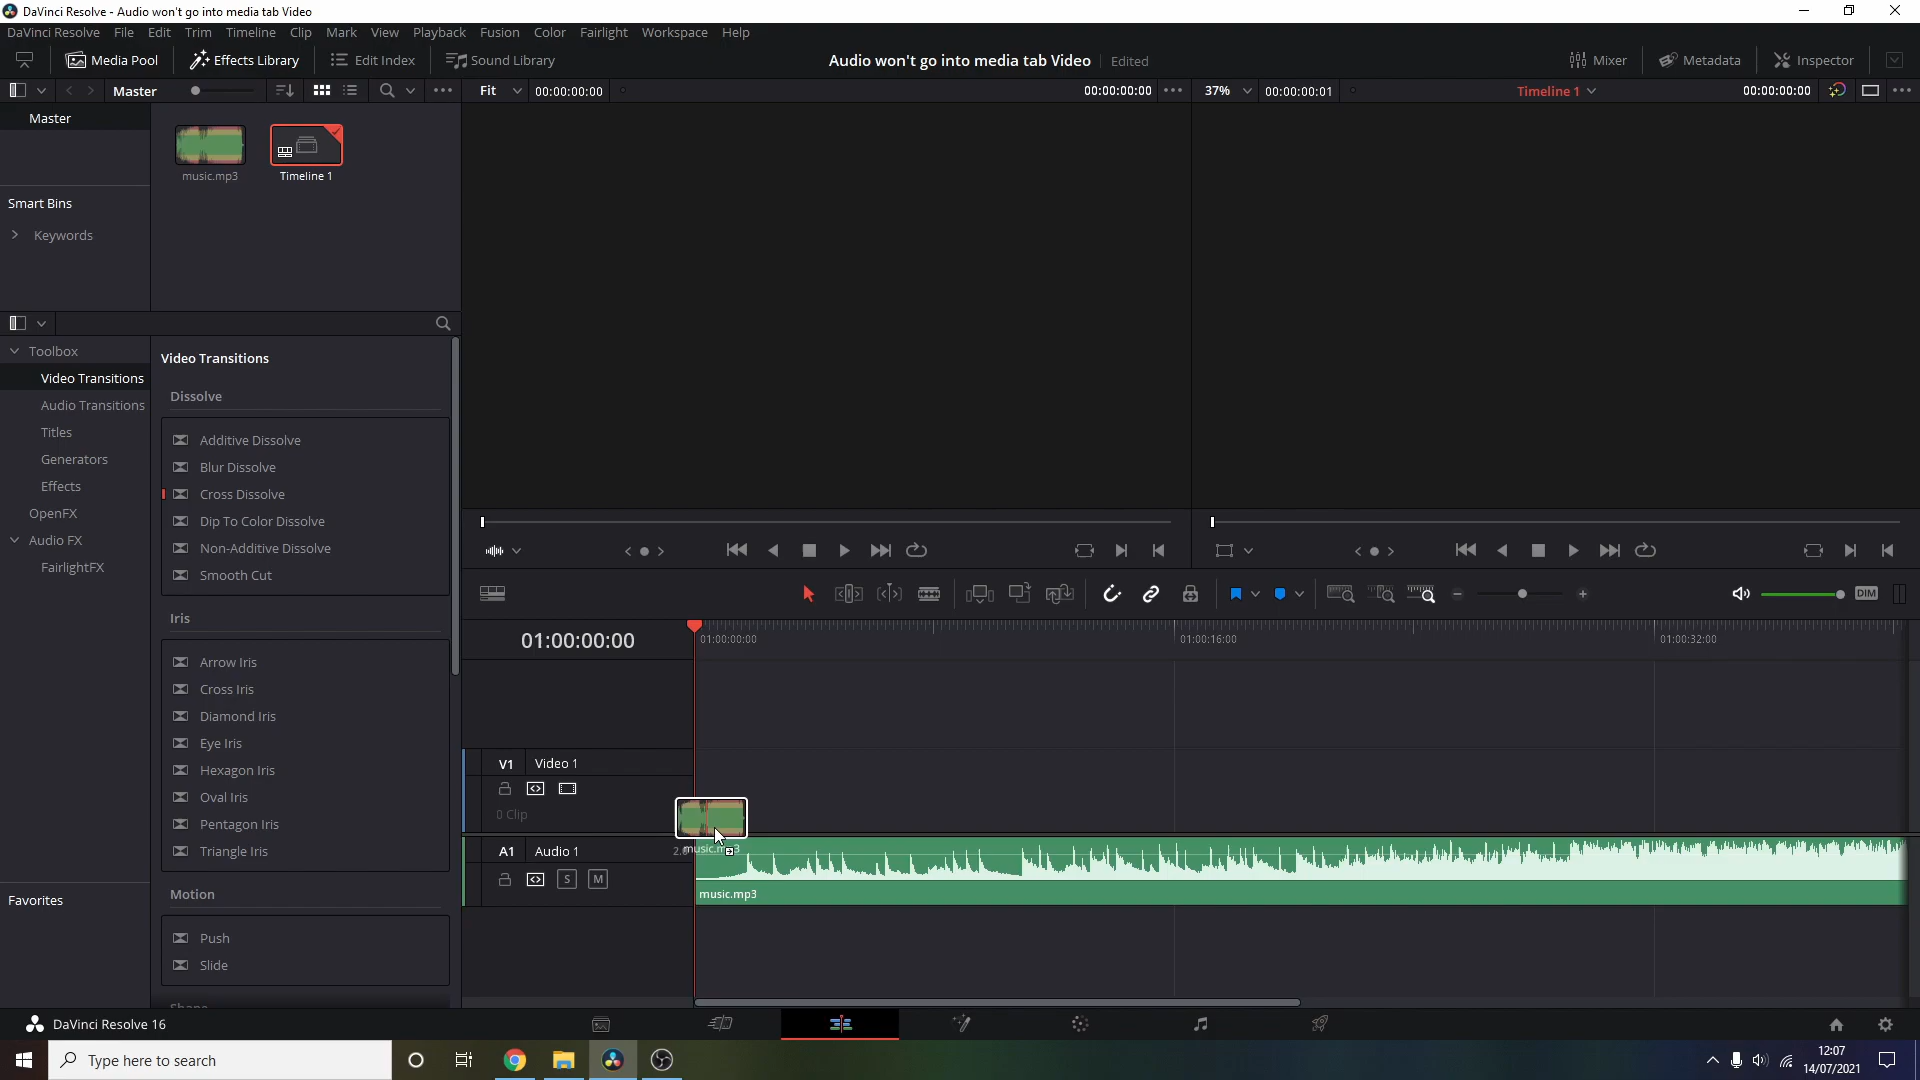 DaVinci Resolve - Audio won't go into media tab Video
DaVinci Resolve File Edit Trim Timeline Clip Mark View Playback Fusion Color Fairlight Workspace Help
Media Pool Effects Library Edit Index Sound Library Audio won't go into media tab Video Edited Mixer Metadata Inspector
Master Fit 00:00:00:00 00:00:00:00 37% 00:00:00:01 Timeline 1 00:00:00:00
Master
music.mp3 Timeline 1
Smart Bins
Keywords
Toolbox
Video Transitions
Audio Transitions
Titles
Generators
Effects
OpenFX
Audio FX
FairlightFX
Favorites
Video Transitions
Dissolve
Additive Dissolve
Blur Dissolve
Cross Dissolve
Dip To Color Dissolve
Non-Additive Dissolve
Smooth Cut
Iris
Arrow Iris
Cross Iris
Diamond Iris
Eye Iris
Hexagon Iris
Oval Iris
Pentagon Iris
Triangle Iris
Motion
Push
Slide
Shape
DIM
01:00:00:00 01:00:00:00 01:00:16:00 01:00:32:00
V1 Video 1
0 Clip
A1 Audio 1
S M
music.mp3
DaVinci Resolve 16
Type here to search
12:07
14/07/2021